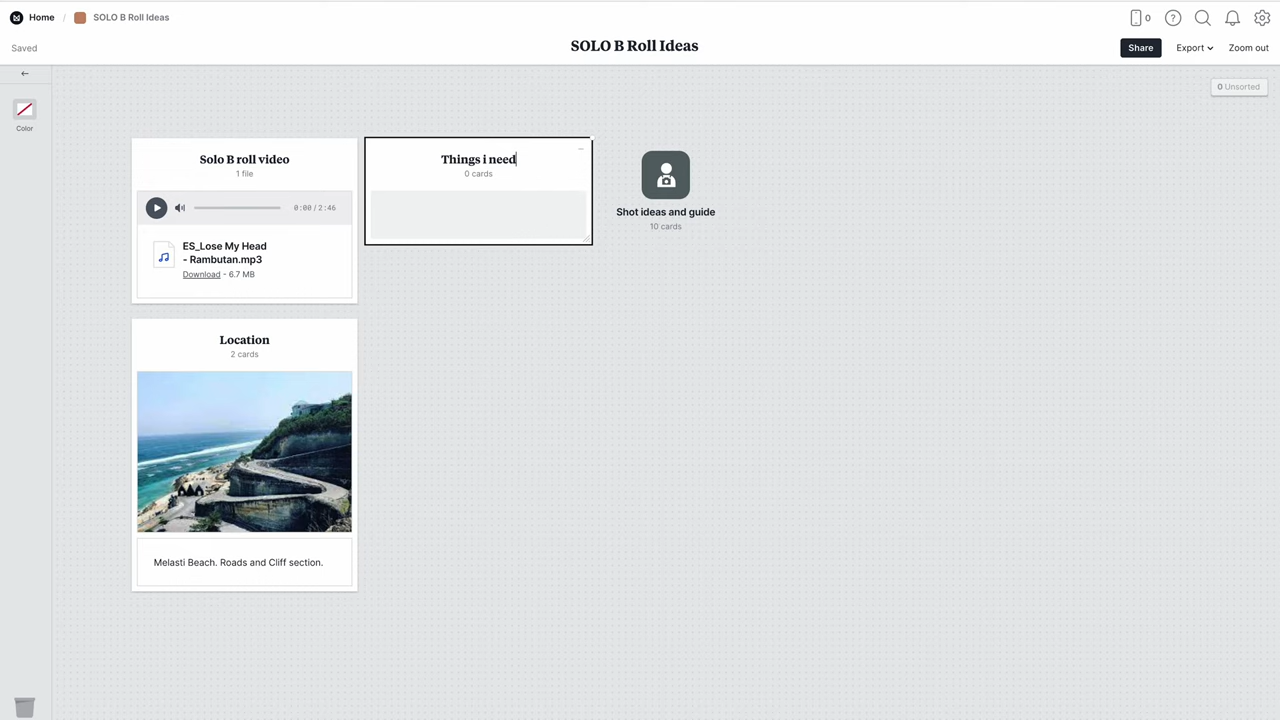 Home / SOLO B Roll Ideas
0
Saved
SOLO B Roll Ideas
Share
Export
Zoom out
0 Unsorted
Color
Solo B roll video
1 file
0:00 / 2:46
ES_Lose My Head
- Rambutan.mp3
Download - 6.7 MB
Things i need
0 cards
Shot ideas and guide
10 cards
Location
2 cards
Melasti Beach. Roads and Cliff section.